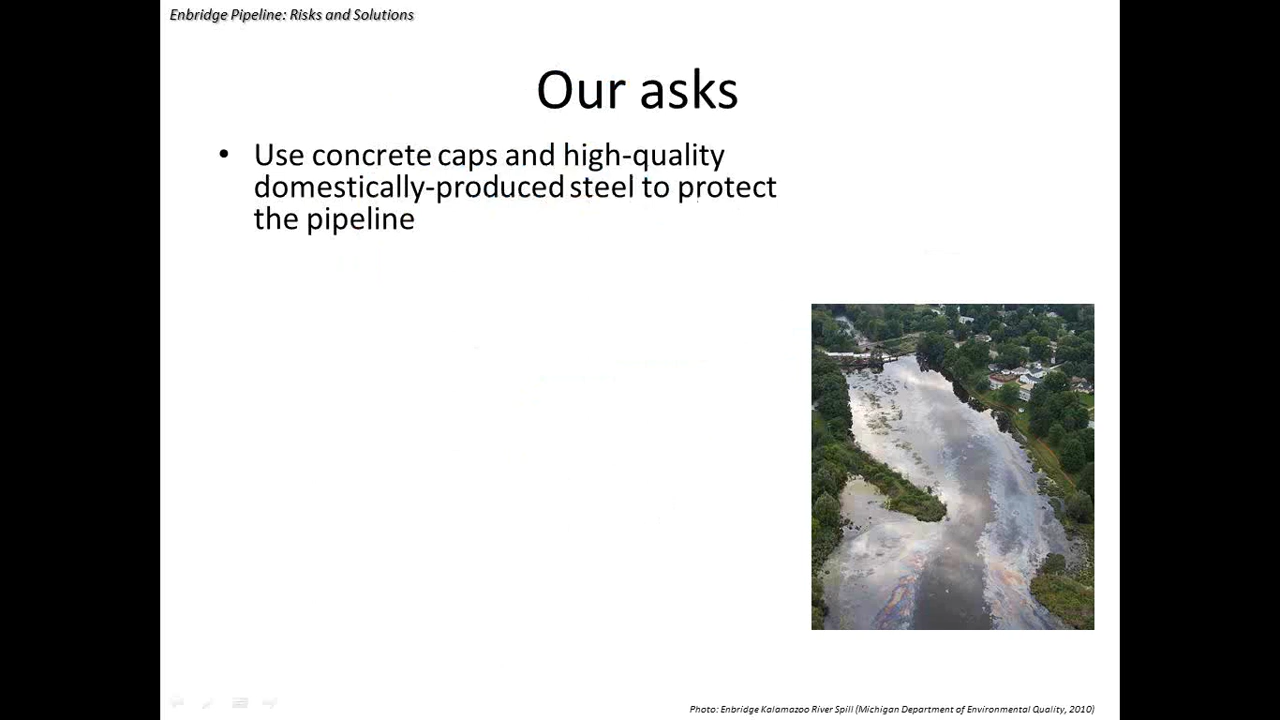 Enbridge Pipeline: Risks and Solutions
Our asks
• Use concrete caps and high-quality
domestically-produced steel to protect
the pipeline
Photo: Enbridge Kalamazoo River Spill (Michigan Department of Environmental Quality, 2010)